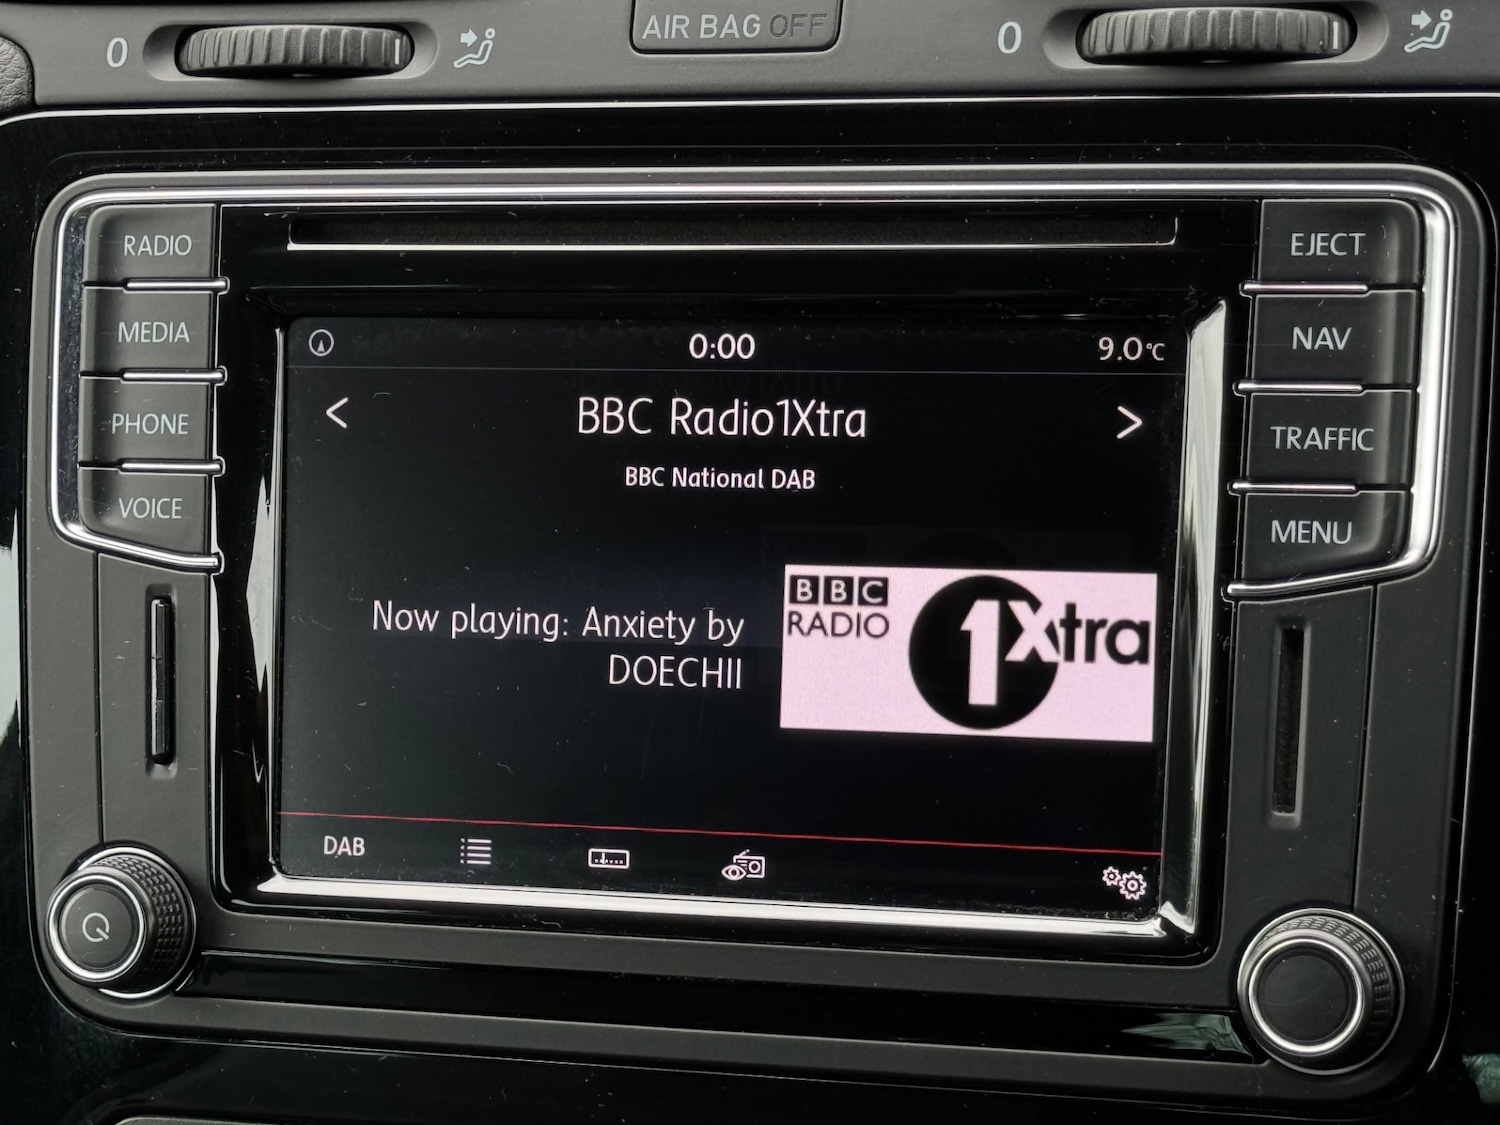 0
AIR BAG OFF
0
RADIO
MEDIA
PHONE
VOICE
0:00
9.0°C
< BBC Radio1Xtra >
BBC National DAB
Now playing: Anxiety by
DOECHII
BBC
RADIO
1Xtra
DAB
EJECT
NAV
TRAFFIC
MENU